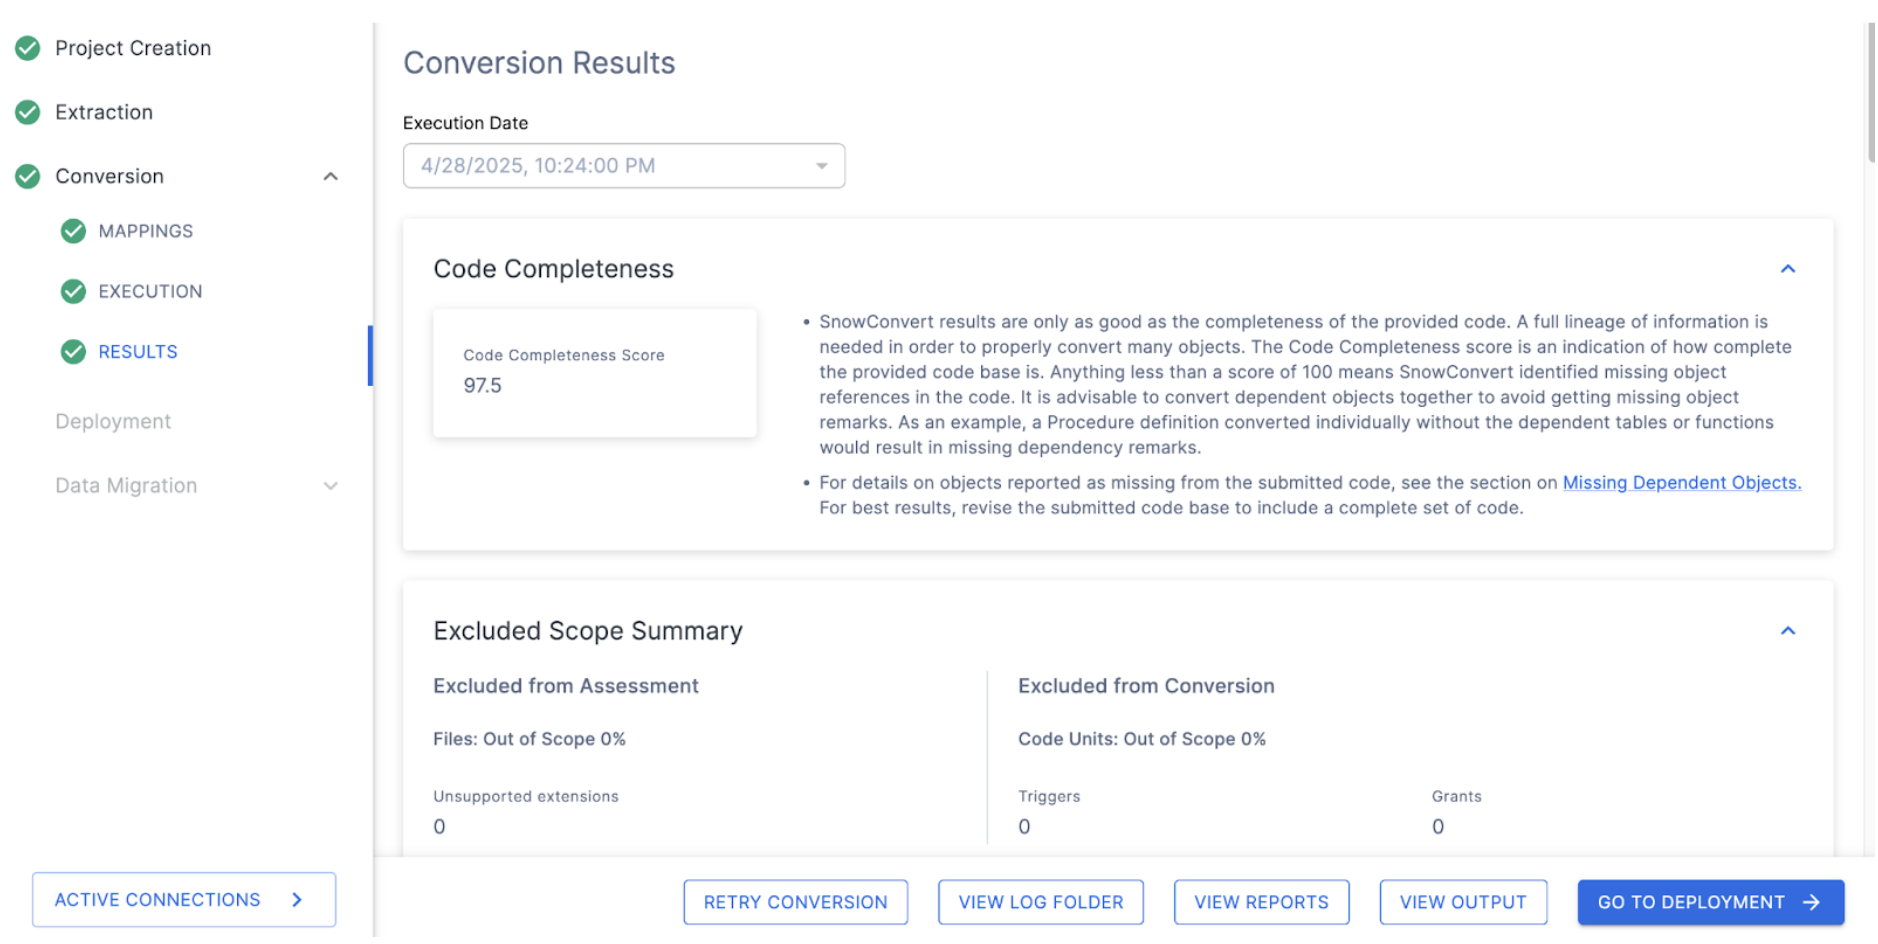 Project Creation
Extraction
Conversion
MAPPINGS
EXECUTION
RESULTS
Deployment
Data Migration
ACTIVE CONNECTIONS
Conversion Results
Execution Date
4/28/2025, 10:24:00 PM
Code Completeness
Code Completeness Score
97.5
• SnowConvert results are only as good as the completeness of the provided code. A full lineage of information is
needed in order to properly convert many objects. The Code Completeness score is an indication of how complete
the provided code base is. Anything less than a score of 100 means SnowConvert identified missing object
references in the code. It is advisable to convert dependent objects together to avoid getting missing object
remarks. As an example, a Procedure definition converted individually without the dependent tables or functions
would result in missing dependency remarks.
• For details on objects reported as missing from the submitted code, see the section on Missing Dependent Objects.
For best results, revise the submitted code base to include a complete set of code.
Excluded Scope Summary
Excluded from Assessment
Files: Out of Scope 0%
Unsupported extensions
0
Excluded from Conversion
Code Units: Out of Scope 0%
Triggers
0
Grants
0
RETRY CONVERSION
VIEW LOG FOLDER
VIEW REPORTS
VIEW OUTPUT
GO TO DEPLOYMENT →